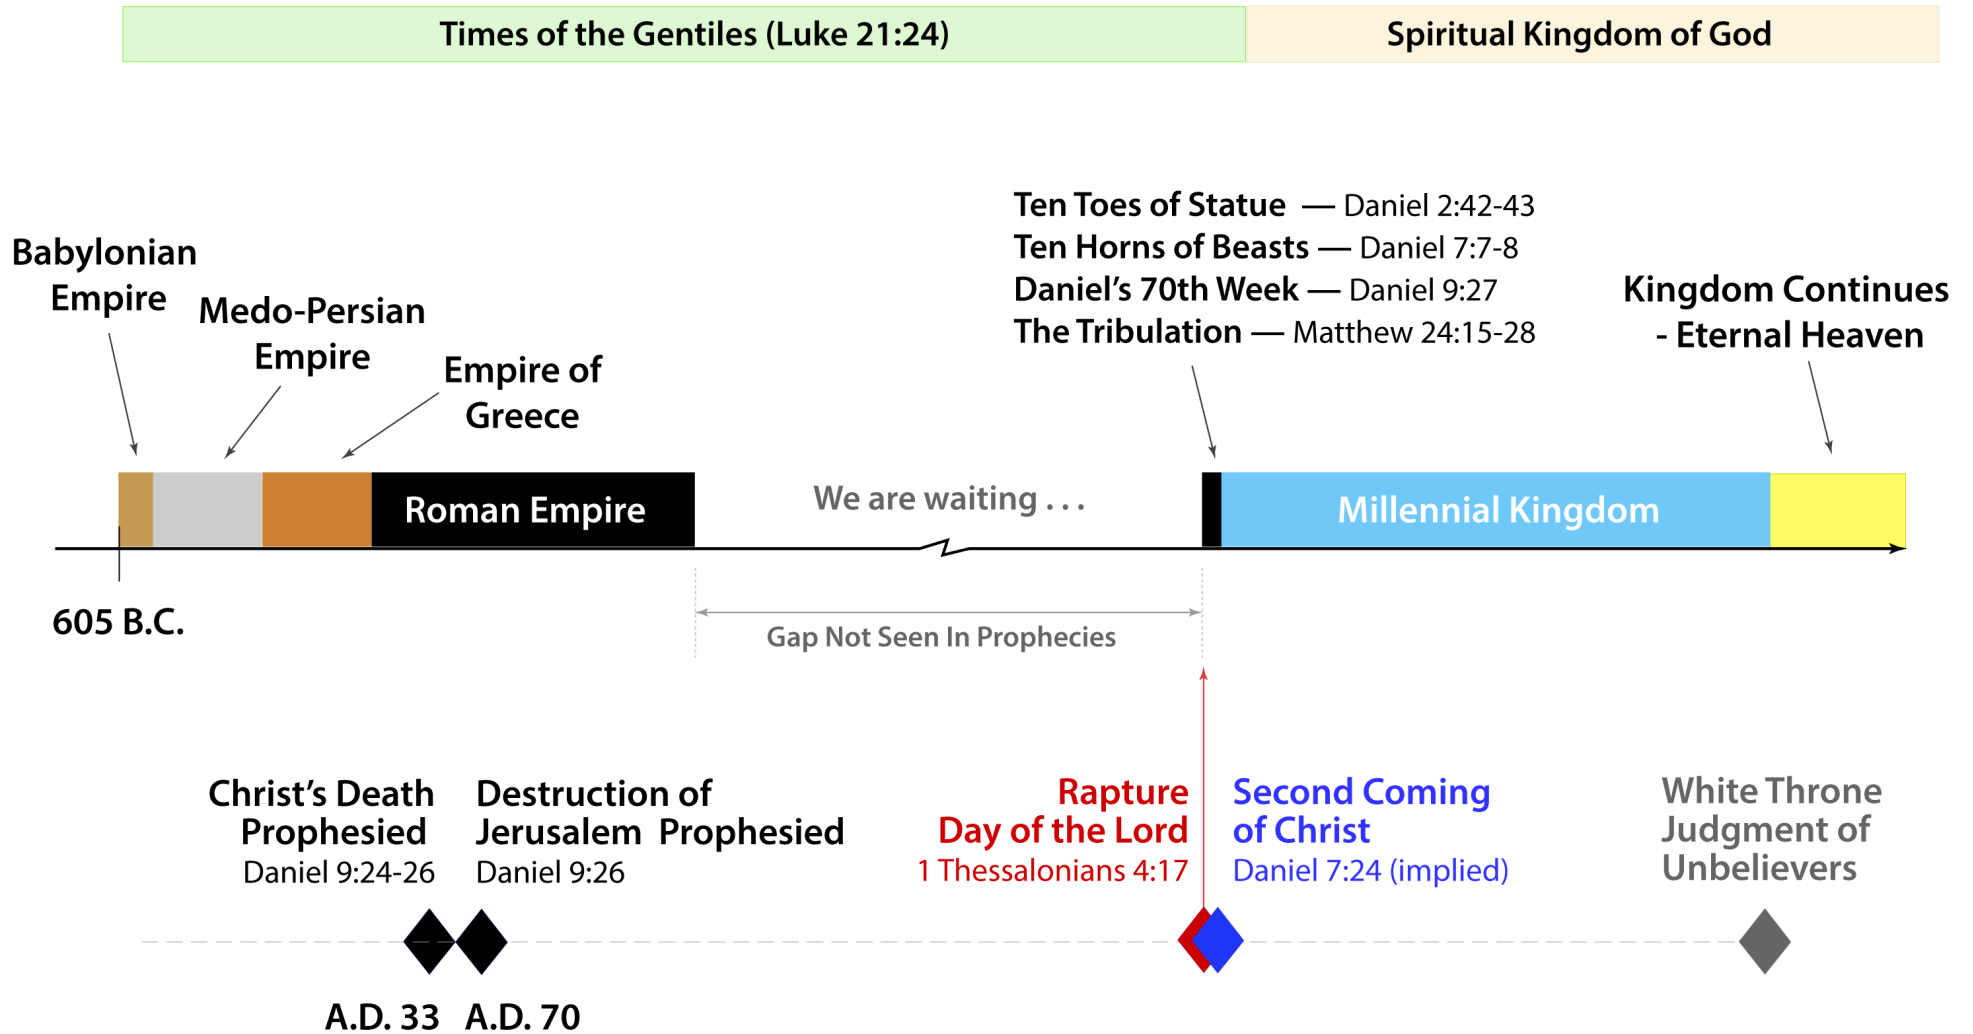 Times of the Gentiles (Luke 21:24)
Spiritual Kingdom of God
Ten Toes of Statue — Daniel 2:42-43
Ten Horns of Beasts — Daniel 7:7-8
Daniel’s 70th Week — Daniel 9:27
The Tribulation — Matthew 24:15-28
Babylonian
Empire
Medo-Persian
Empire
Empire of
Greece
Kingdom Continues
- Eternal Heaven
Roman Empire
We are waiting . . .
Millennial Kingdom
605 B.C.
Gap Not Seen In Prophecies
Christ’s Death
Prophesied
Daniel 9:24-26
Destruction of
Jerusalem Prophesied
Daniel 9:26
Rapture
Day of the Lord
1 Thessalonians 4:17
Second Coming
of Christ
Daniel 7:24 (implied)
White Throne
Judgment of
Unbelievers
A.D. 33
A.D. 70